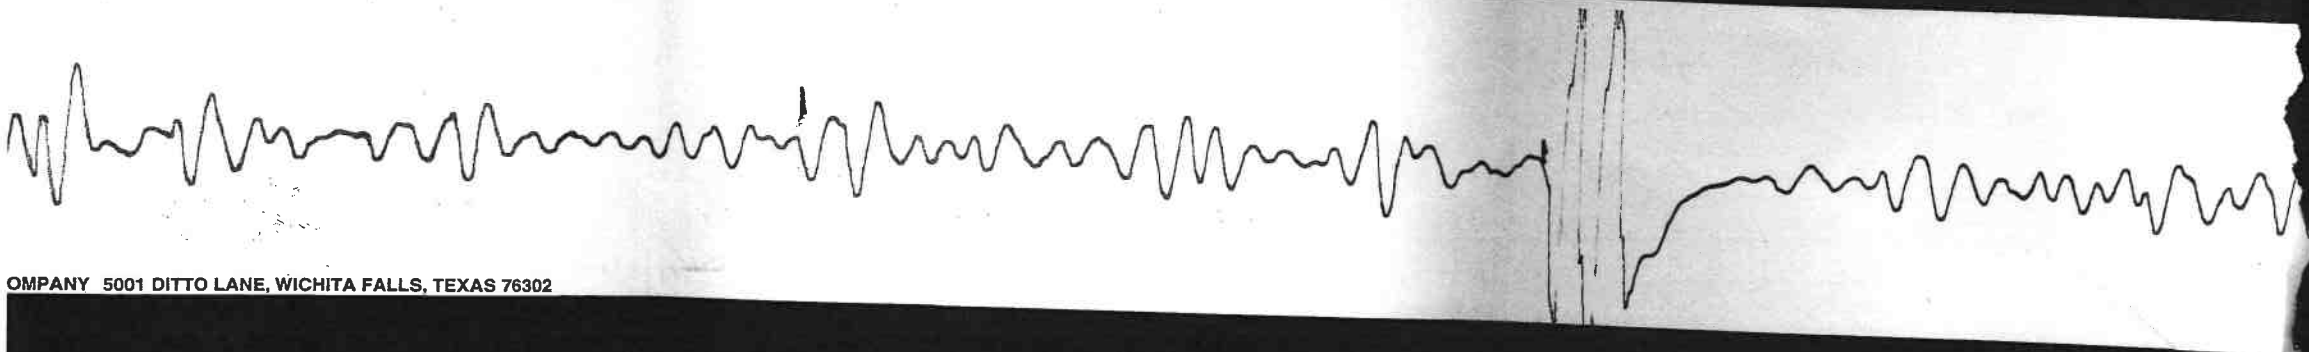 OMPANY 5001 DITTO LANE, WICHITA FALLS, TEXAS 76302